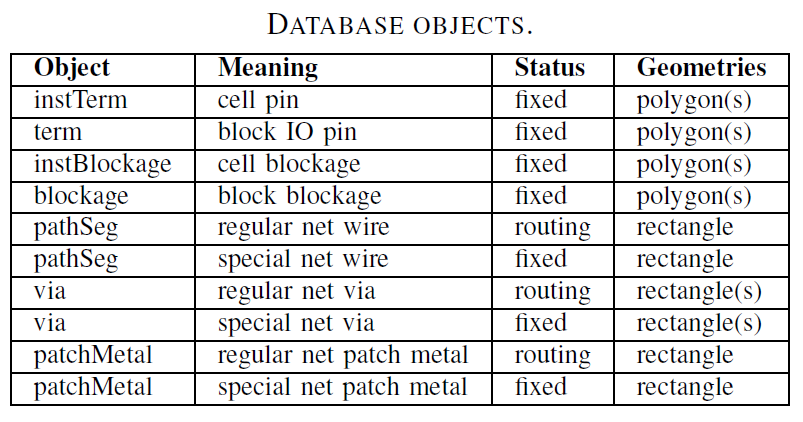 DATABASE OBJECTS.
Object Meaning Status Geometries
instTerm cell pin fixed polygon(s)
term block IO pin fixed polygon(s)
instBlockage cell blockage fixed polygon(s)
blockage block blockage fixed polygon(s)
pathSeg regular net wire routing rectangle
pathSeg special net wire fixed rectangle
via regular net via routing rectangle(s)
via special net via fixed rectangle(s)
patchMetal regular net patch metal routing rectangle
patchMetal special net patch metal fixed rectangle